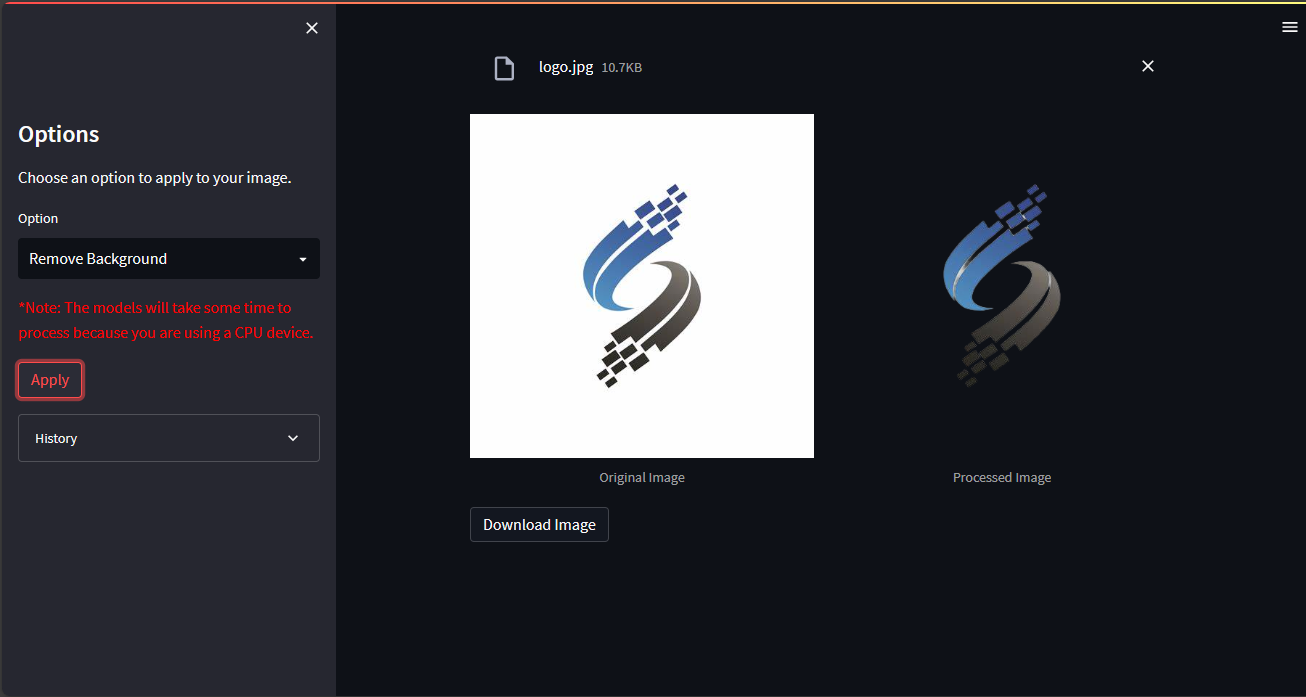 Options
Choose an option to apply to your image.
Option
Remove Background
*Note: The models will take some time to
process because you are using a CPU device.
Apply
History
logo.jpg 10.7KB
Original Image
Processed Image
Download Image